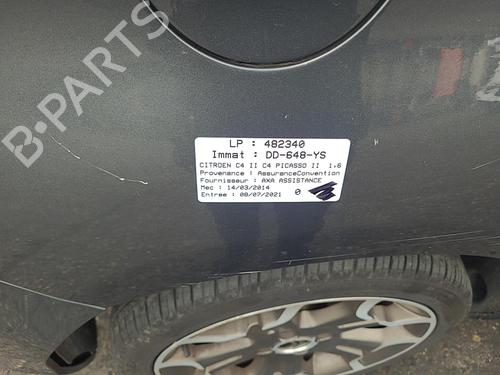 B-PARTS
LP : 482340
Immat : DD-648-YS
CITROEN C4 II C4 PICASSO II 1.6
Provenance : AssuranceConvention
Fournisseur : AXA ASSISTANCE
Mec : 14/03/2014
Entree : 08/07/2021 0